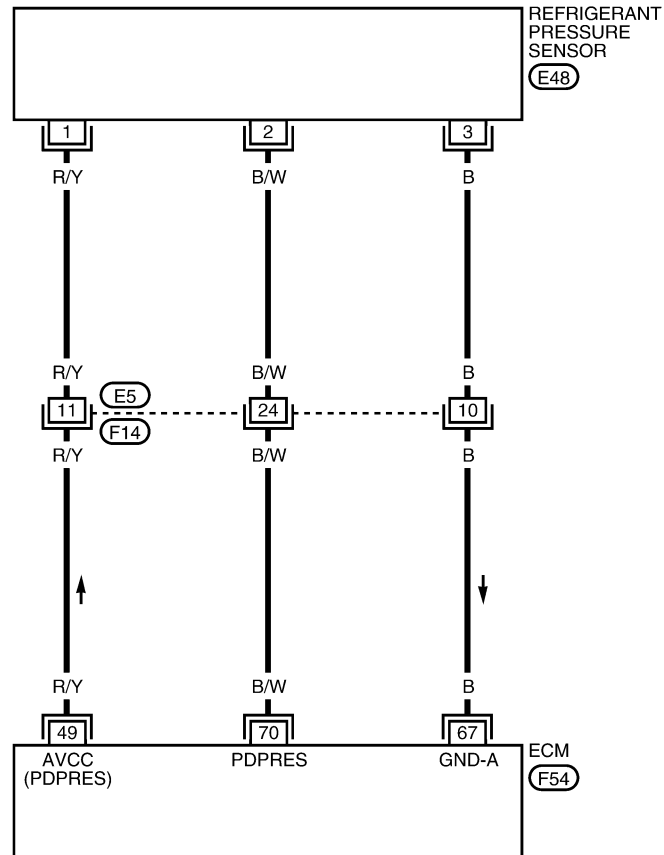 REFRIGERANT
PRESSURE
SENSOR
E48
1 2 3
R/Y B/W B
R/Y B/W B
E5
11 24 10
F14
R/Y B/W B
R/Y B/W B
49 70 67
AVCC PDPRES GND-A
(PDPRES)
ECM
F54